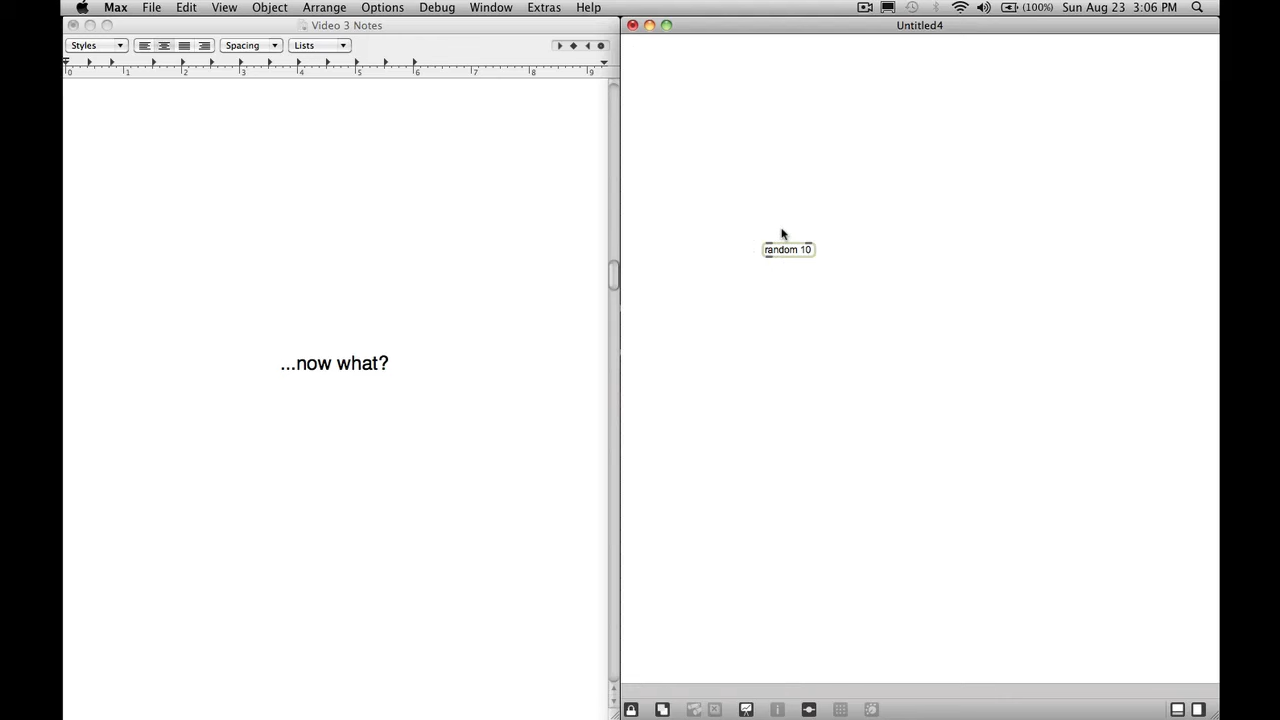 Max File Edit View Object Arrange Options Debug Window Extras Help (100%) Sun Aug 23 3:06 PM
Video 3 Notes
Untitled4
Styles Spacing Lists
0 1 2 3 4 5 6 7 8 9
random 10
...now what?